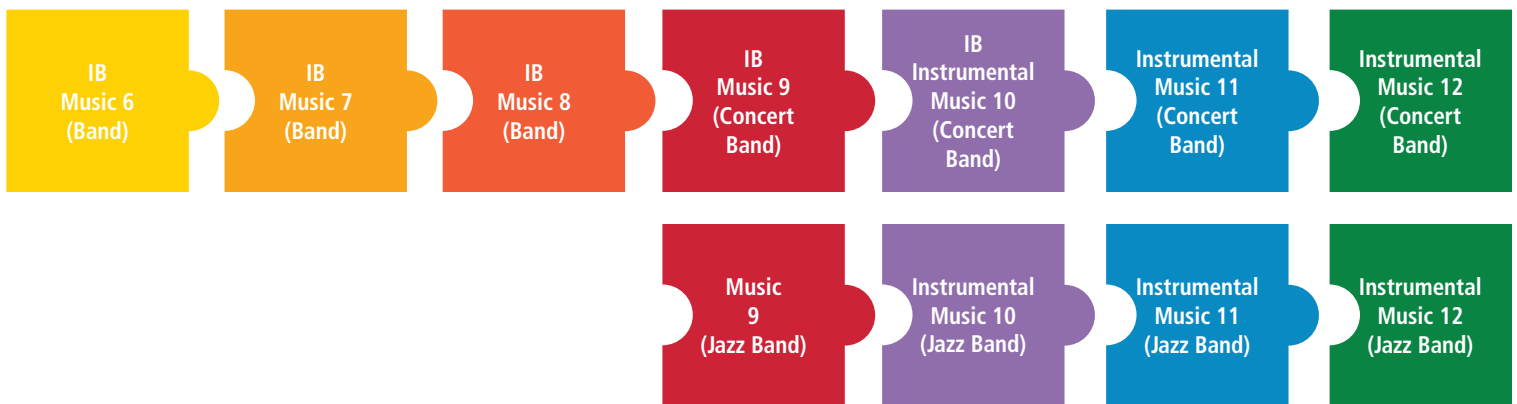 IB
Music 6
(Band)
IB
Music 7
(Band)
IB
Music 8
(Band)
IB
Music 9
(Concert
Band)
IB
Instrumental
Music 10
(Concert
Band)
Instrumental
Music 11
(Concert
Band)
Instrumental
Music 12
(Concert
Band)
Music
9
(Jazz Band)
Instrumental
Music 10
(Jazz Band)
Instrumental
Music 11
(Jazz Band)
Instrumental
Music 12
(Jazz Band)